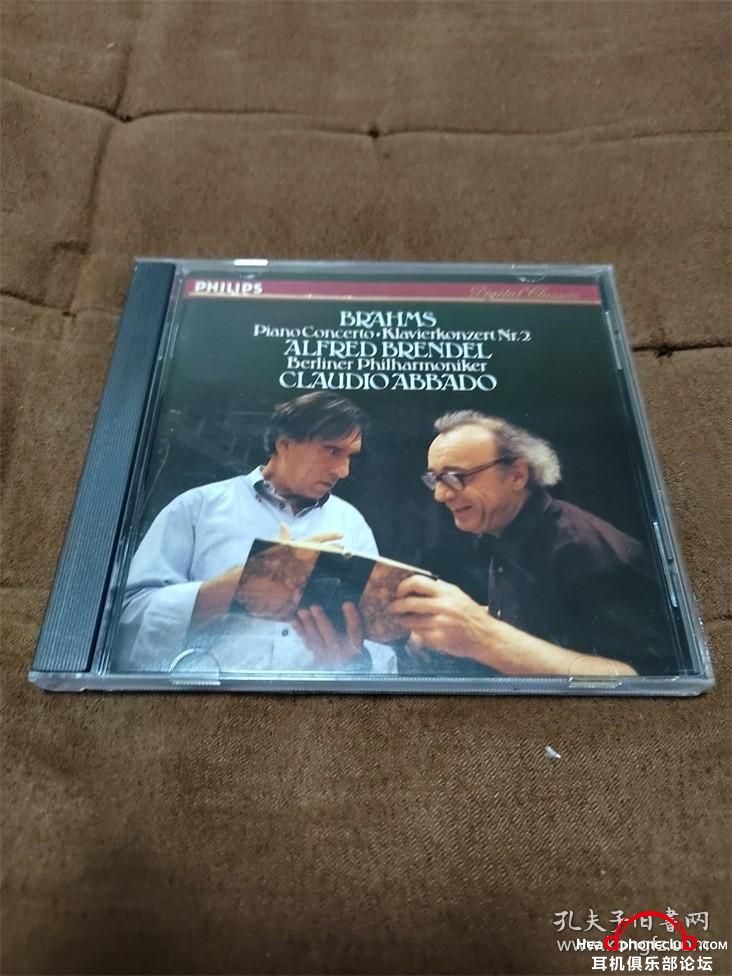 PHILIPS
Digital Classics
BRAHMS
Piano Concerto・Klavierkonzert Nr.2
ALFRED BRENDEL
Berliner Philharmoniker
CLAUDIO ABBADO
孔夫子旧书网
耳机俱乐部论坛